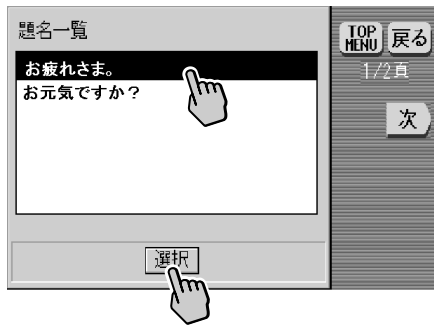 題名一覧
TOP MENU
戻る
お疲れさま。
お元気ですか？
1/2頁
次
選択